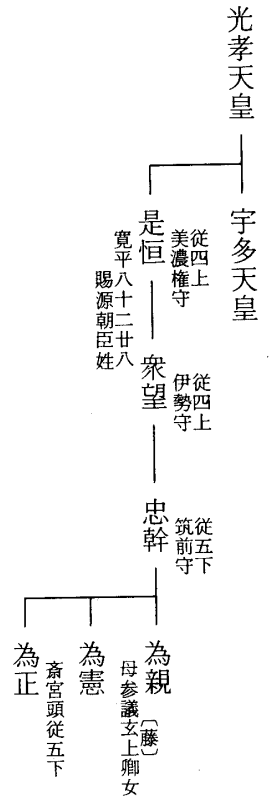 光孝天皇
宇多天皇
是恒
従四上
美濃権守
寛平八十二廿八
賜源朝臣姓
衆望
従四上
伊勢守
忠幹
従五下
筑前守
為親
〔藤〕
母参議玄上卿女
為憲
為正
斎宮頭従五下